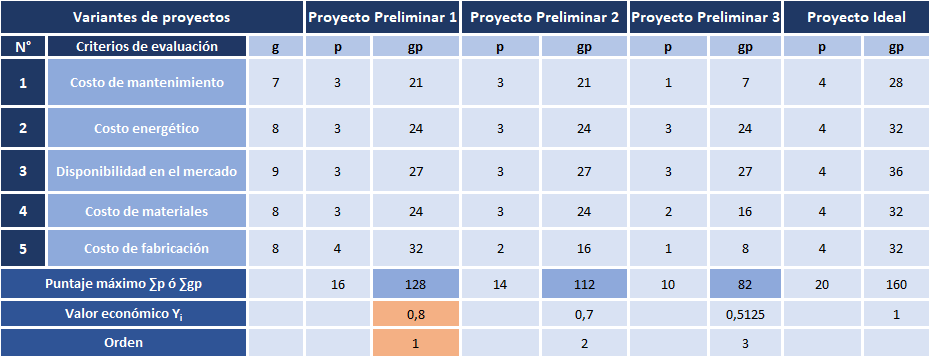 Variantes de proyectos Proyecto Preliminar 1 Proyecto Preliminar 2 Proyecto Preliminar 3 Proyecto Ideal
N° Criterios de evaluación g p gp p gp p gp p gp
1 Costo de mantenimiento 7 3 21 3 21 1 7 4 28
2 Costo energético 8 3 24 3 24 3 24 4 32
3 Disponibilidad en el mercado 9 3 27 3 27 3 27 4 36
4 Costo de materiales 8 3 24 3 24 2 16 4 32
5 Costo de fabricación 8 4 32 2 16 1 8 4 32
Puntaje máximo ∑p ó ∑gp 16 128 14 112 10 82 20 160
Valor económico Yi 0,8 0,7 0,5125 1
Orden 1 2 3